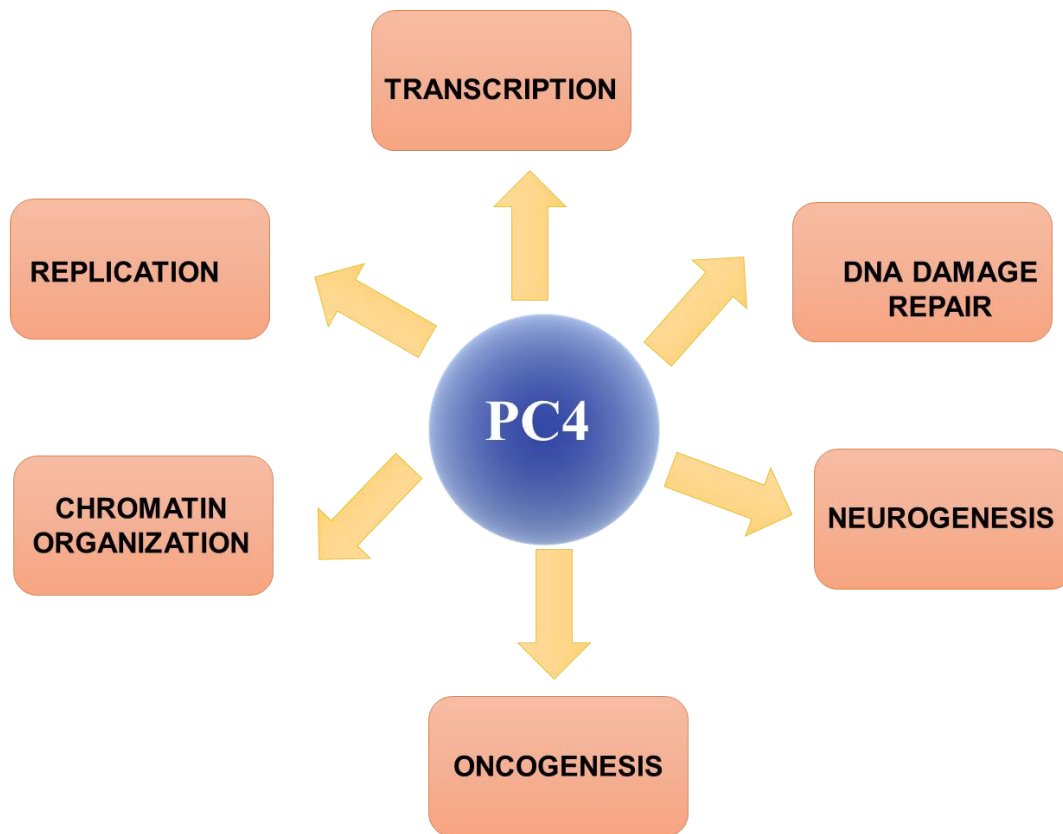 TRANSCRIPTION
REPLICATION
DNA DAMAGE
REPAIR
PC4
CHROMATIN
ORGANIZATION
NEUROGENESIS
ONCOGENESIS